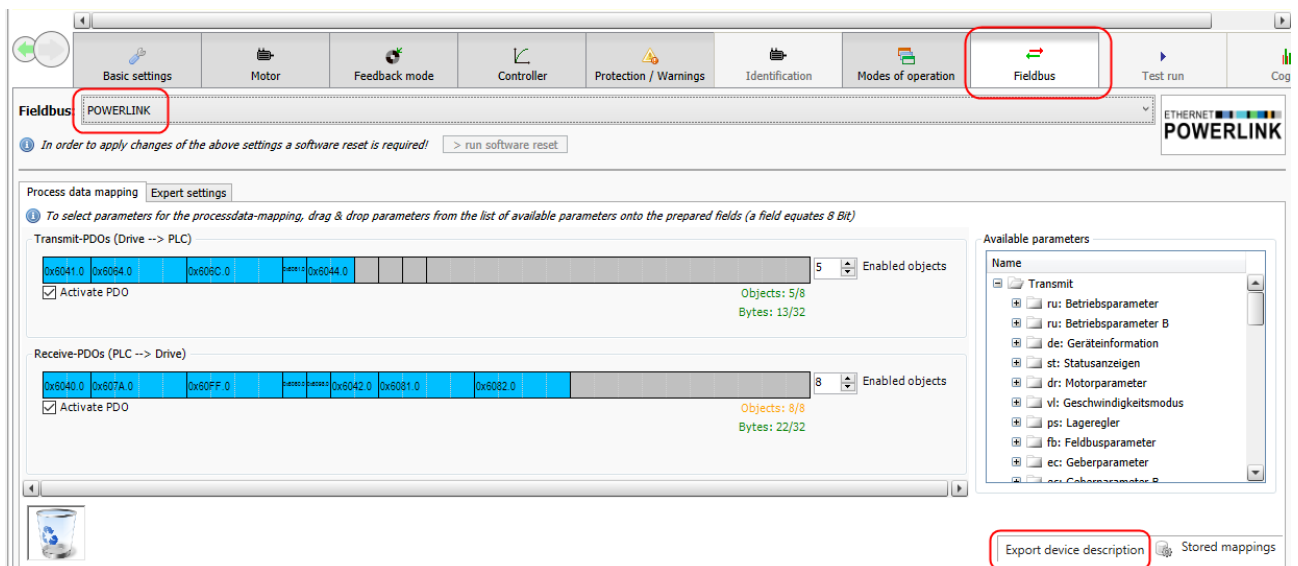 Basic settings
Motor
Feedback mode
Controller
Protection / Warnings
Identification
Modes of operation
Fieldbus
Test run
Cog
Fieldbus: POWERLINK
ETHERNET
POWERLINK
In order to apply changes of the above settings a software reset is required! > run software reset
Process data mapping Expert settings
To select parameters for the processdata-mapping, drag & drop parameters from the list of available parameters onto the prepared fields (a field equates 8 Bit)
Transmit-PDOs (Drive --> PLC)
0x6041.0 0x6064.0 0x606C.0 0x6044.0 5 Enabled objects
Activate PDO
Objects: 5/8
Bytes: 13/32
Receive-PDOs (PLC --> Drive)
0x6040.0 0x607A.0 0x60FF.0 0x6042.0 0x6081.0 0x6082.0 8 Enabled objects
Activate PDO
Objects: 8/8
Bytes: 22/32
Available parameters
Name
Transmit
ru: Betriebsparameter
ru: Betriebsparameter B
de: Geräteinformation
st: Statusanzeigen
dr: Motorparameter
vl: Geschwindigkeitsmodus
ps: Lageregler
fb: Feldbusparameter
ec: Geberparameter
Export device description Stored mappings